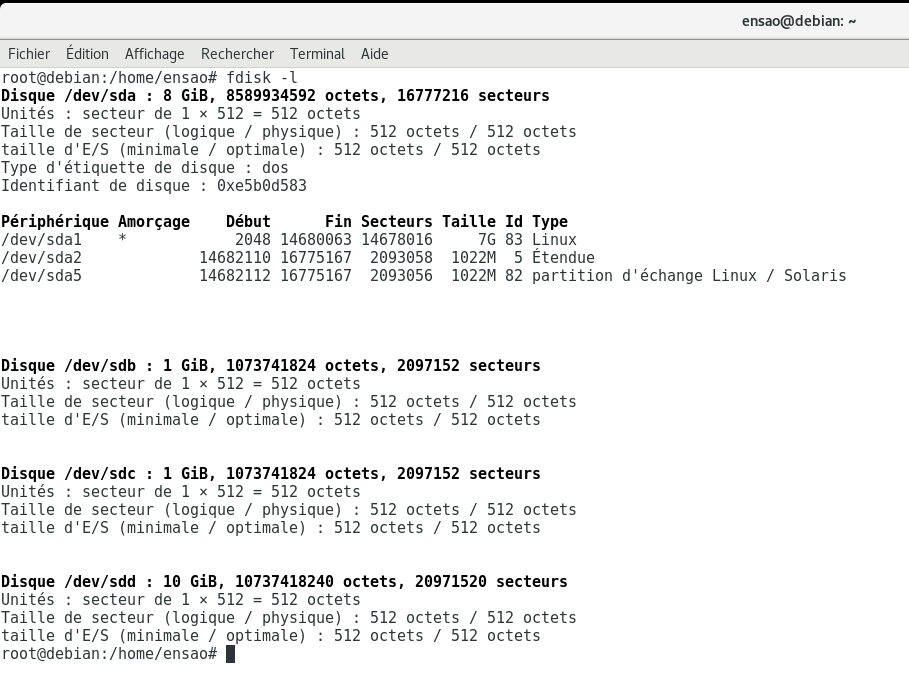 ensao@debian: ~
Fichier Édition Affichage Rechercher Terminal Aide
root@debian:/home/ensao# fdisk -l
Disque /dev/sda : 8 GiB, 8589934592 octets, 16777216 secteurs
Unités : secteur de 1 × 512 = 512 octets
Taille de secteur (logique / physique) : 512 octets / 512 octets
taille d'E/S (minimale / optimale) : 512 octets / 512 octets
Type d'étiquette de disque : dos
Identifiant de disque : 0xe5b0d583
Périphérique Amorçage    Début      Fin Secteurs Taille Id Type
/dev/sda1    *            2048 14680063 14678016     7G 83 Linux
/dev/sda2             14682110 16775167  2093058  1022M  5 Étendue
/dev/sda5             14682112 16775167  2093056  1022M 82 partition d'échange Linux / Solaris
Disque /dev/sdb : 1 GiB, 1073741824 octets, 2097152 secteurs
Unités : secteur de 1 × 512 = 512 octets
Taille de secteur (logique / physique) : 512 octets / 512 octets
taille d'E/S (minimale / optimale) : 512 octets / 512 octets
Disque /dev/sdc : 1 GiB, 1073741824 octets, 2097152 secteurs
Unités : secteur de 1 × 512 = 512 octets
Taille de secteur (logique / physique) : 512 octets / 512 octets
taille d'E/S (minimale / optimale) : 512 octets / 512 octets
Disque /dev/sdd : 10 GiB, 10737418240 octets, 20971520 secteurs
Unités : secteur de 1 × 512 = 512 octets
Taille de secteur (logique / physique) : 512 octets / 512 octets
taille d'E/S (minimale / optimale) : 512 octets / 512 octets
root@debian:/home/ensao#